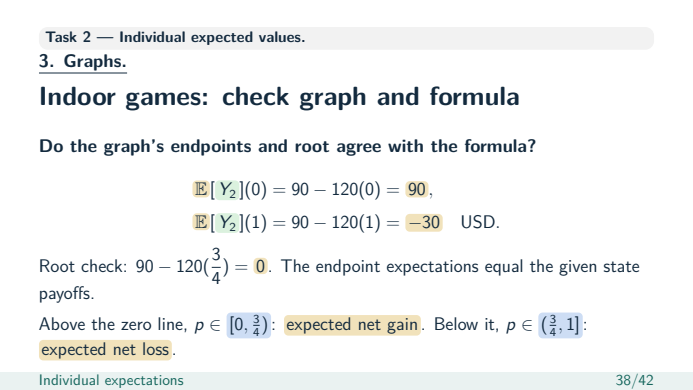 Task 2 — Individual expected values.
3. Graphs.
Indoor games: check graph and formula
Do the graph's endpoints and root agree with the formula?
𝔼[Y₂](0) = 90 − 120(0) = 90,
𝔼[Y₂](1) = 90 − 120(1) = −30 USD.
Root check: 90 − 120(3/4) = 0. The endpoint expectations equal the given state
payoffs.
Above the zero line, p ∈ [0, 3/4): expected net gain. Below it, p ∈ (3/4, 1]:
expected net loss.
Individual expectations 38/42